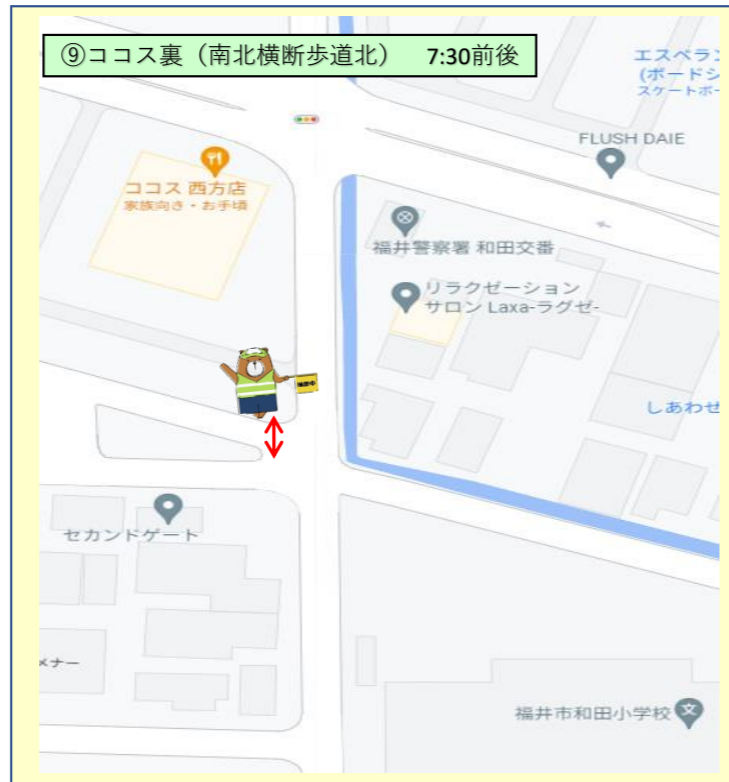 ⑨ココス裏（南北横断歩道北） 7:30前後
エスペラン
(ボードシ
スケートボー
FLUSH DAIE
ココス 西方店
家族向き・お手頃
福井警察署 和田交番
リラクゼーション
サロン Laxa-ラグゼ-
しあわせ
セカンドゲート
メナー
福井市和田小学校
文